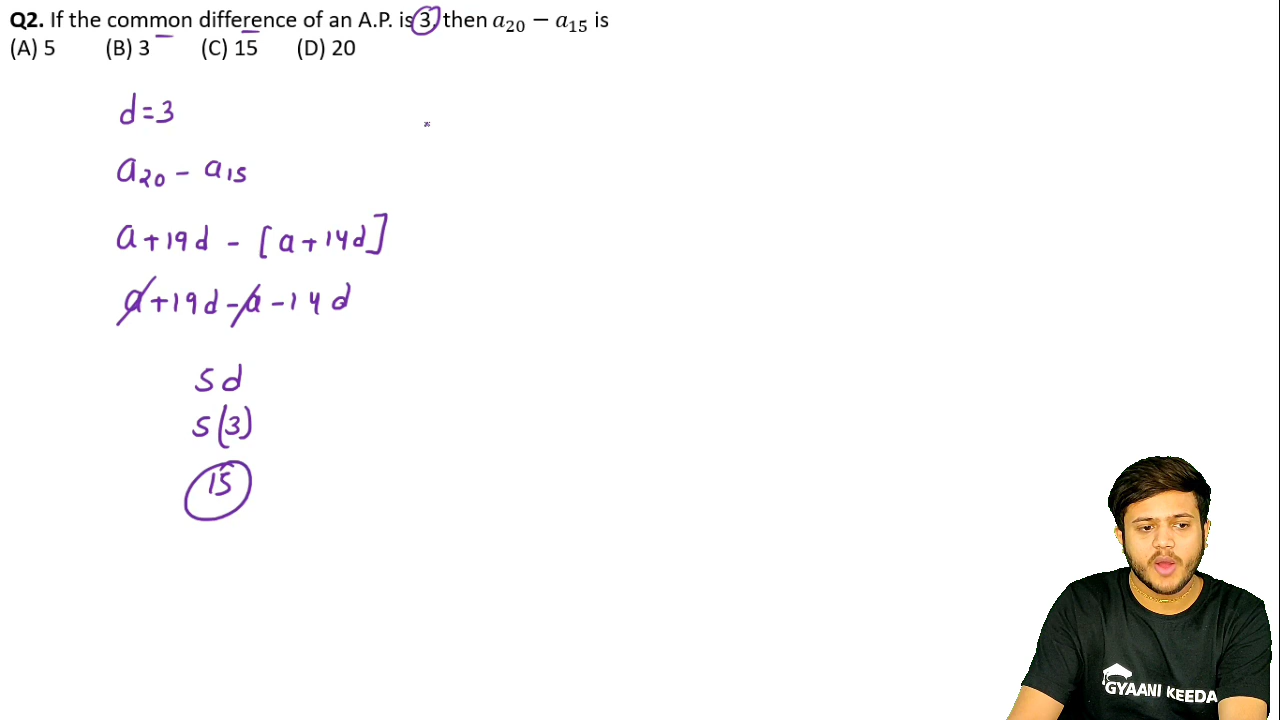 Q2. If the common difference of an A.P. is 3, then a₂₀ − a₁₅ is
(A) 5 (B) 3 (C) 15 (D) 20
d=3
a₂₀ - a₁₅
a+19d - [a+14d]
a+19d-a-14d
5d
5(3)
15
GYAANI KEEDA